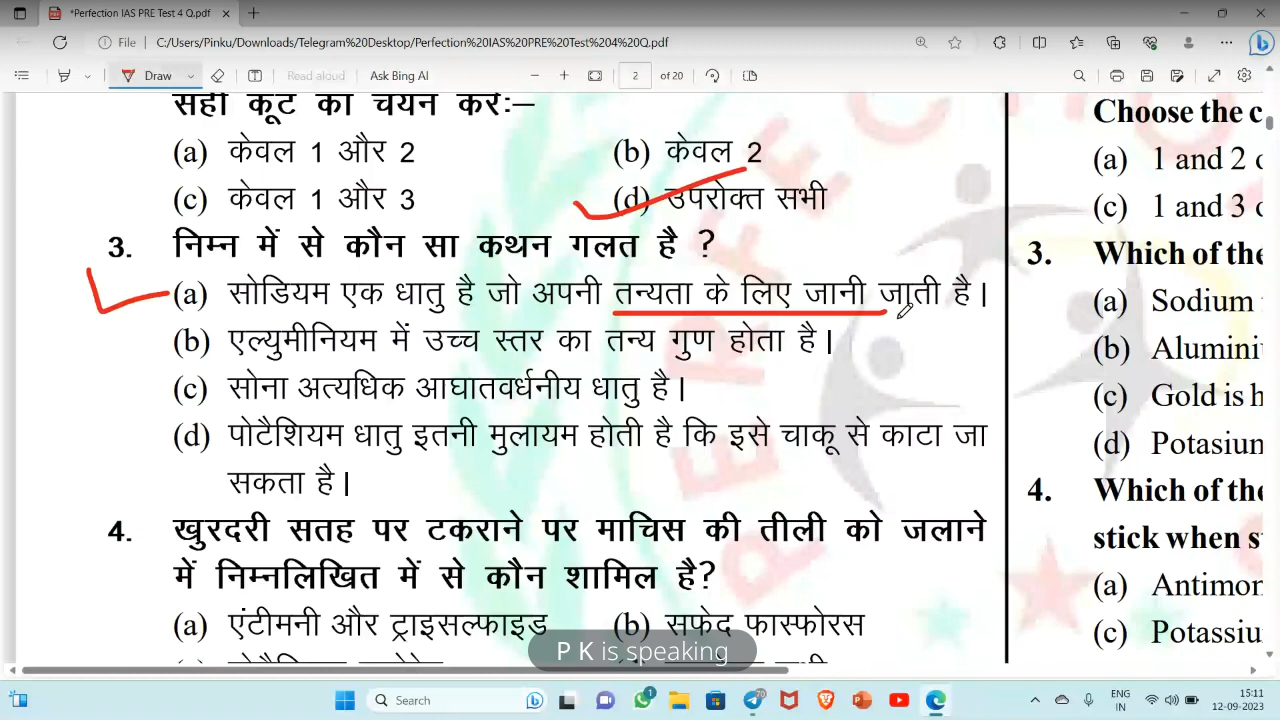 *Perfection IAS PRE Test 4 Q.pdf
File C:/Users/Pinku/Downloads/Telegram%20Desktop/Perfection%20IAS%20PRE%20Test%204%20Q.pdf
Draw Read aloud Ask Bing AI 2 of 20
सही कूट का चयन करें:–
(a) केवल 1 और 2 (b) केवल 2
(c) केवल 1 और 3 (d) उपरोक्त सभी
3. निम्न में से कौन सा कथन गलत है ?
(a) सोडियम एक धातु है जो अपनी तन्यता के लिए जानी जाती है।
(b) एल्युमीनियम में उच्च स्तर का तन्य गुण होता है।
(c) सोना अत्यधिक आघातवर्धनीय धातु है।
(d) पोटैशियम धातु इतनी मुलायम होती है कि इसे चाकू से काटा जा
सकता है।
4. खुरदरी सतह पर टकराने पर माचिस की तीली को जलाने
में निम्नलिखित में से कौन शामिल है?
(a) एंटीमनी और ट्राइसल्फाइड (b) सफेद फास्फोरस
Choose the c
(a) 1 and 2
(c) 1 and 3
3. Which of the
(a) Sodium
(b) Alumini
(c) Gold is h
(d) Potasiun
4. Which of the
stick when s
(a) Antimon
(c) Potassiu
P K is speaking
Search
1
70
ENG
IN
15:11
12-09-2023